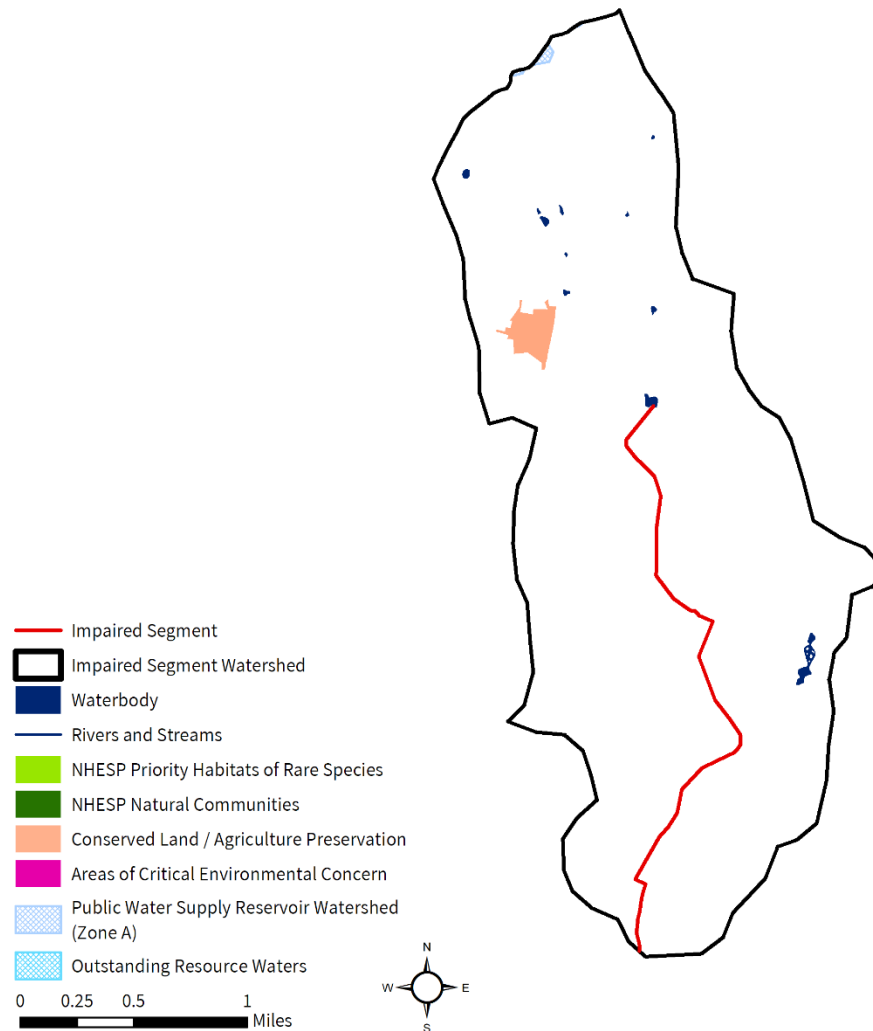 Impaired Segment
Impaired Segment Watershed
Waterbody
Rivers and Streams
NHESP Priority Habitats of Rare Species
NHESP Natural Communities
Conserved Land / Agriculture Preservation
Areas of Critical Environmental Concern
Public Water Supply Reservoir Watershed
(Zone A)
Outstanding Resource Waters
0 0.25 0.5 1
Miles
N
W E
S